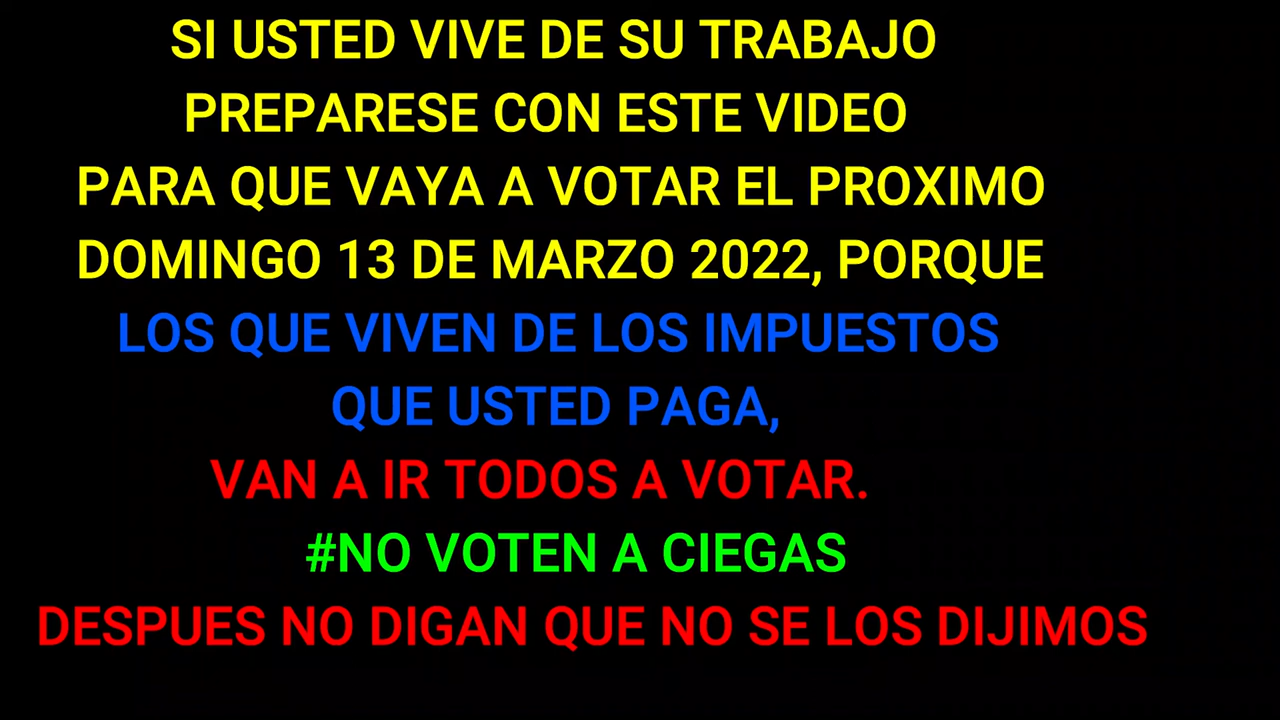 SI USTED VIVE DE SU TRABAJO
PREPARESE CON ESTE VIDEO
PARA QUE VAYA A VOTAR EL PROXIMO
DOMINGO 13 DE MARZO 2022, PORQUE
LOS QUE VIVEN DE LOS IMPUESTOS
QUE USTED PAGA,
VAN A IR TODOS A VOTAR.
#NO VOTEN A CIEGAS
DESPUES NO DIGAN QUE NO SE LOS DIJIMOS